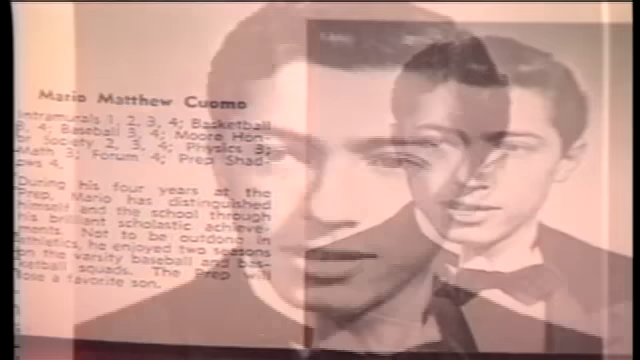 Mario Matthew Cuomo
Intramurals 1, 2, 3, 4; Basketball
3, 4; Baseball 3, 4; Moore Hon-
Society 2, 3, 4; Physics 3;
Math 3; Forum 4; Prep Shad-
ows 4.
During his four years at the
Prep, Mario has distinguished
himself and the school through
his brilliant scholastic achieve-
ments. Not to be outdone in
athletics, he enjoyed two seasons
on the varsity baseball and bas-
ketball squads. The Prep will
lose a favorite son.